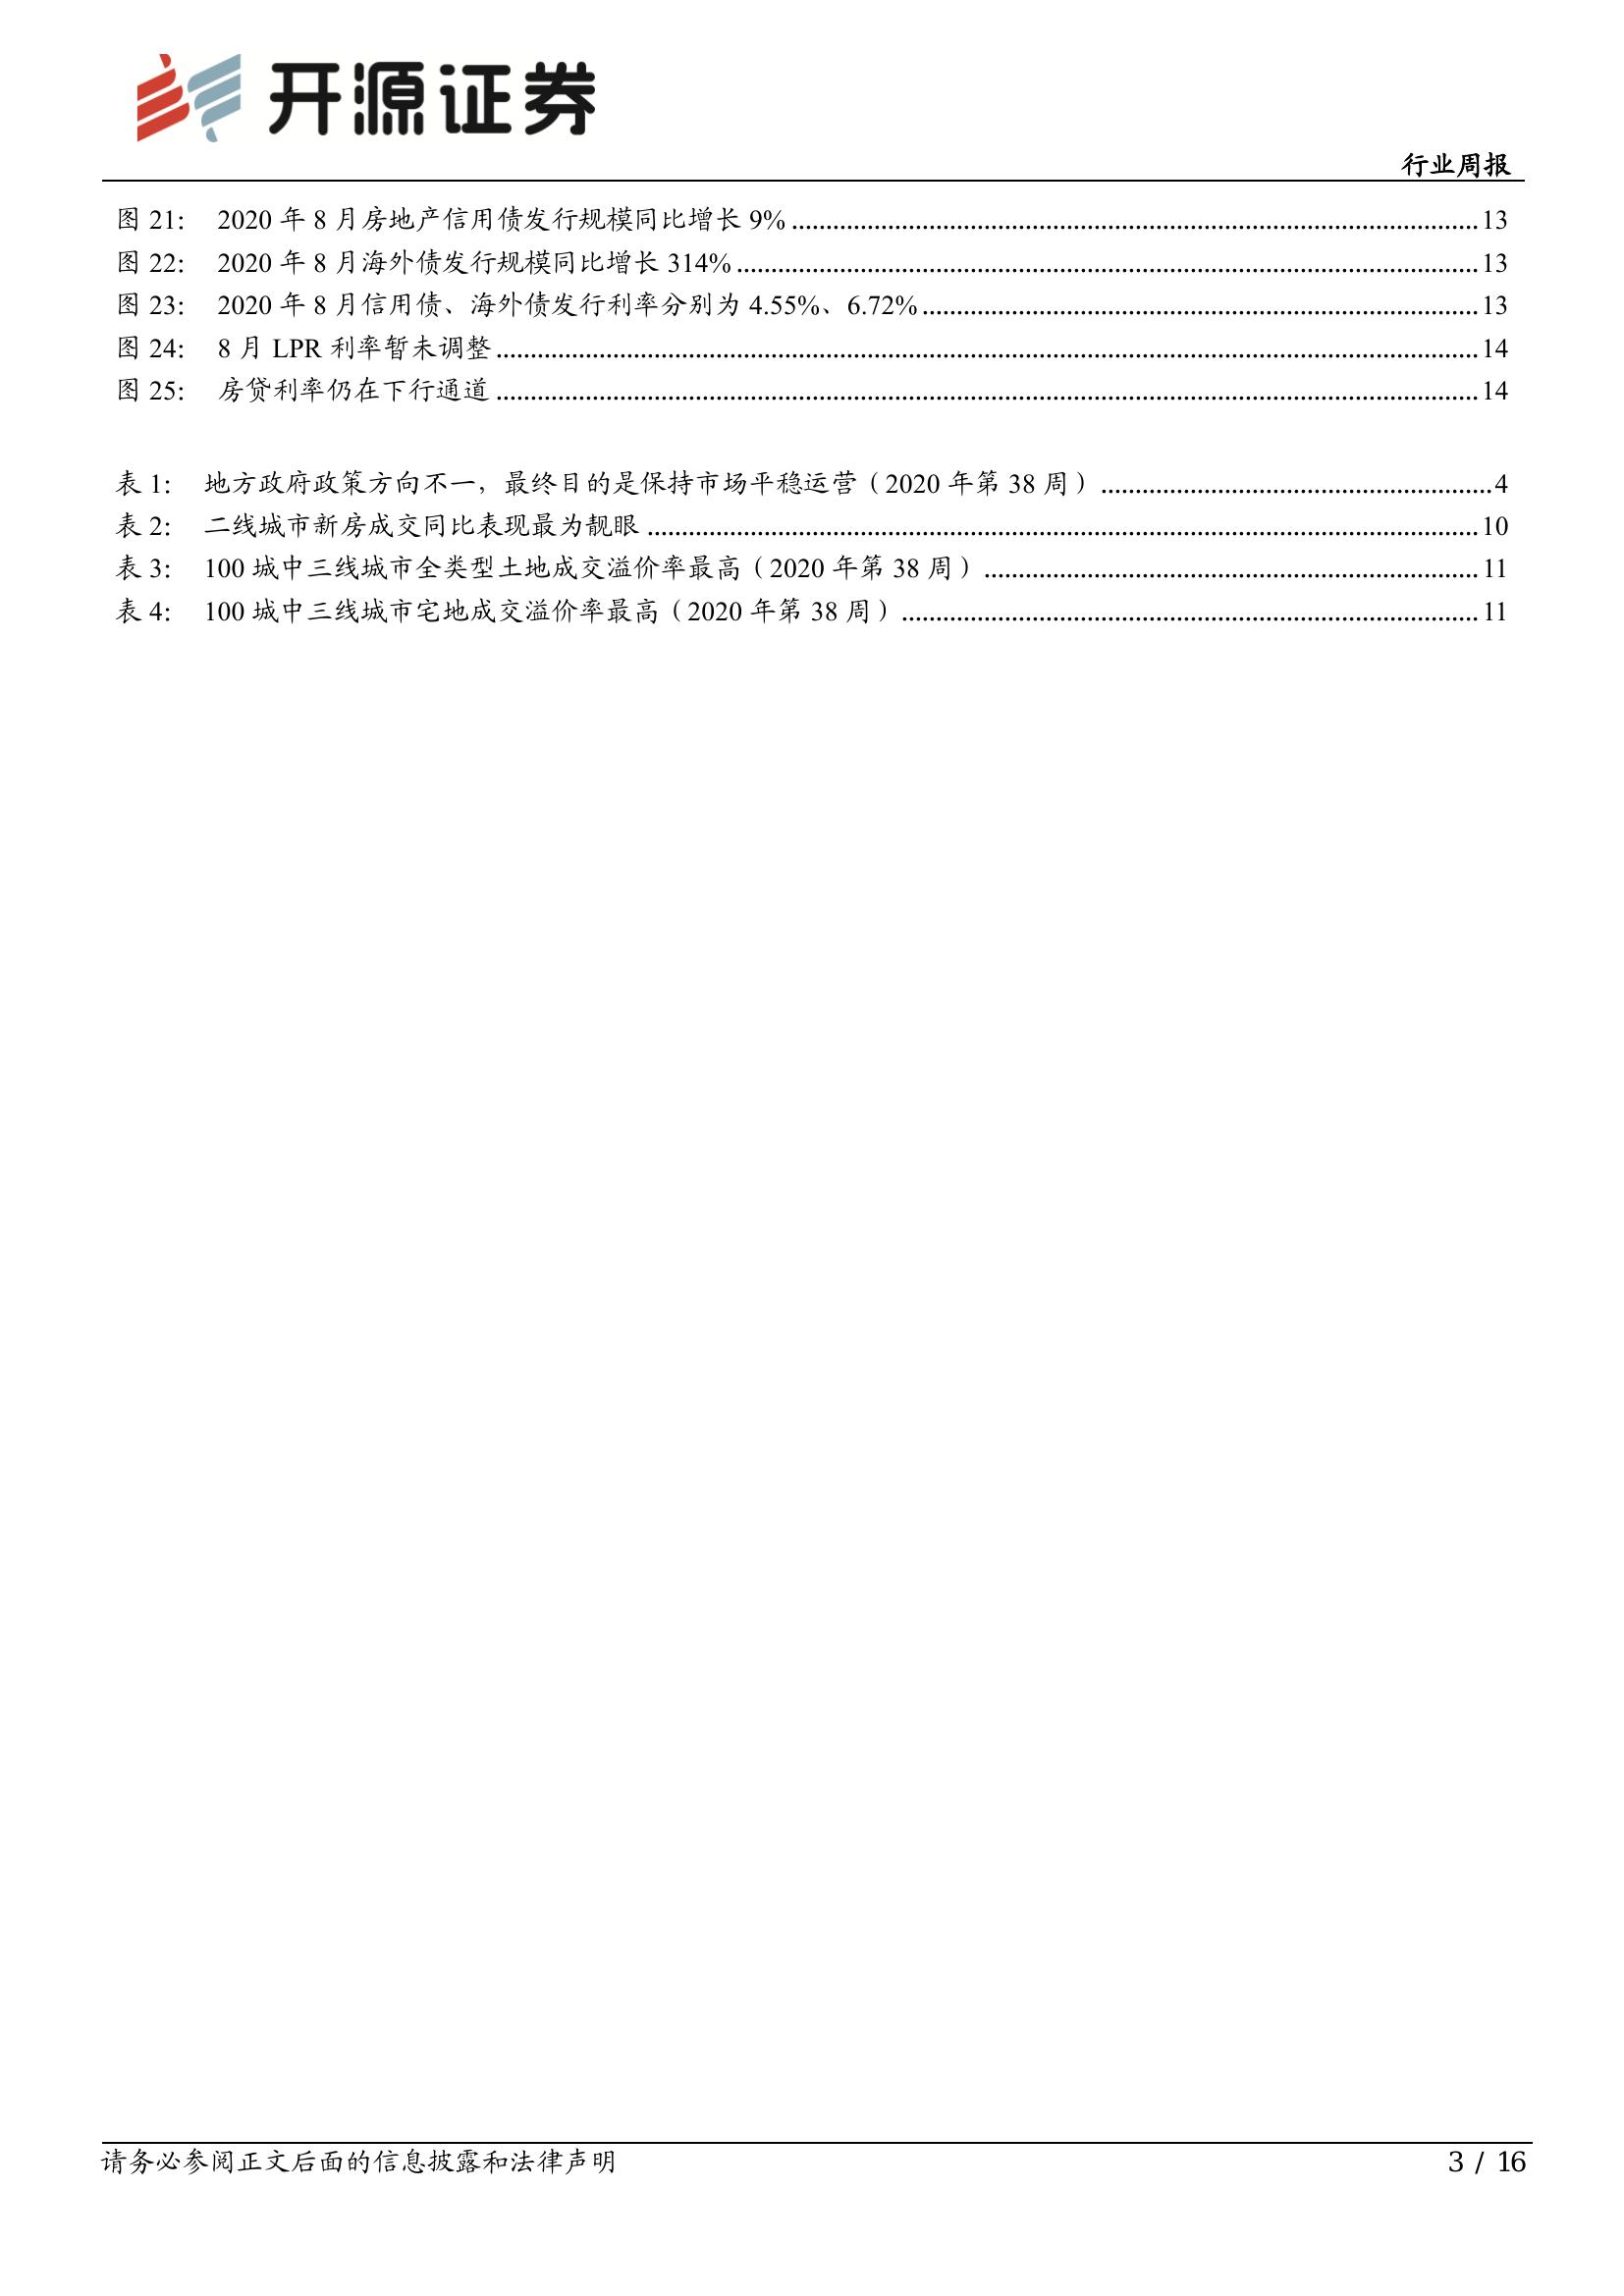 开源证券
行业周报
图 21: 2020 年 8 月房地产信用债发行规模同比增长 9% ........ 13
图 22: 2020 年 8 月海外债发行规模同比增长 314% ........ 13
图 23: 2020 年 8 月信用债、海外债发行利率分别为 4.55%、6.72% ........ 13
图 24: 8 月 LPR 利率暂未调整 ........ 14
图 25: 房贷利率仍在下行通道 ........ 14
表 1: 地方政府政策方向不一，最终目的是保持市场平稳运营（2020 年第 38 周） ........ 4
表 2: 二线城市新房成交同比表现最为靓眼 ........ 10
表 3: 100 城中三线城市全类型土地成交溢价率最高（2020 年第 38 周） ........ 11
表 4: 100 城中三线城市宅地成交溢价率最高（2020 年第 38 周） ........ 11
请务必参阅正文后面的信息披露和法律声明
3 / 16